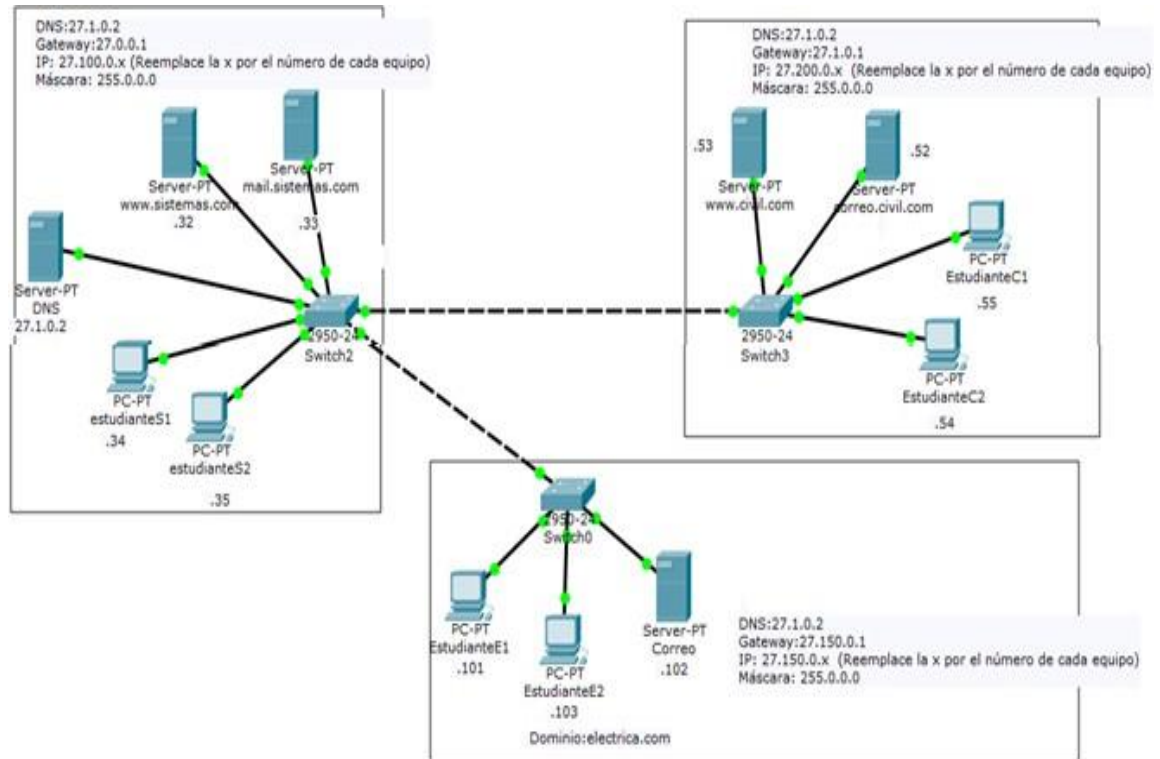 DNS:27.1.0.2
Gateway:27.0.0.1
IP: 27.100.0.x (Reemplace la x por el número de cada equipo)
Máscara: 255.0.0.0
Server-PT
www.sistemas.com
.32
Server-PT
mail.sistemas.com
.33
Server-PT
DNS
27.1.0.2
2950-24
Switch2
PC-PT
estudianteS1
.34
PC-PT
estudianteS2
.35
DNS:27.1.0.2
Gateway:27.1.0.1
IP: 27.200.0.x (Reemplace la x por el número de cada equipo)
Máscara: 255.0.0.0
.53
Server-PT
www.civil.com
.52
Server-PT
correo.civil.com
PC-PT
EstudianteC1
.55
2950-24
Switch3
PC-PT
EstudianteC2
.54
2950-24
Switch0
PC-PT
EstudianteE1
.101
PC-PT
EstudianteE2
.103
Server-PT
Correo
.102
DNS:27.1.0.2
Gateway:27.150.0.1
IP: 27.150.0.x (Reemplace la x por el número de cada equipo)
Máscara: 255.0.0.0
Dominio:electrica.com